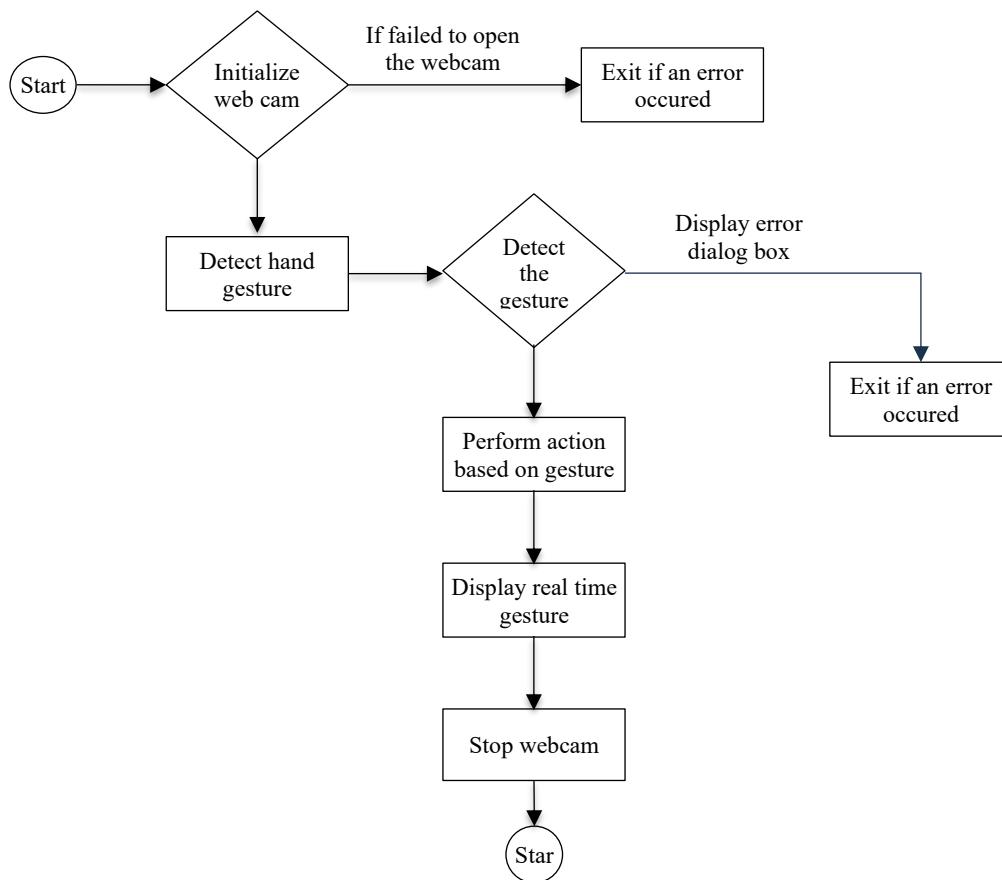 Start
Initialize
web cam
If failed to open
the webcam
Exit if an error
occured
Detect hand
gesture
Detect
the
gesture
Display error
dialog box
Exit if an error
occured
Perform action
based on gesture
Display real time
gesture
Stop webcam
Star